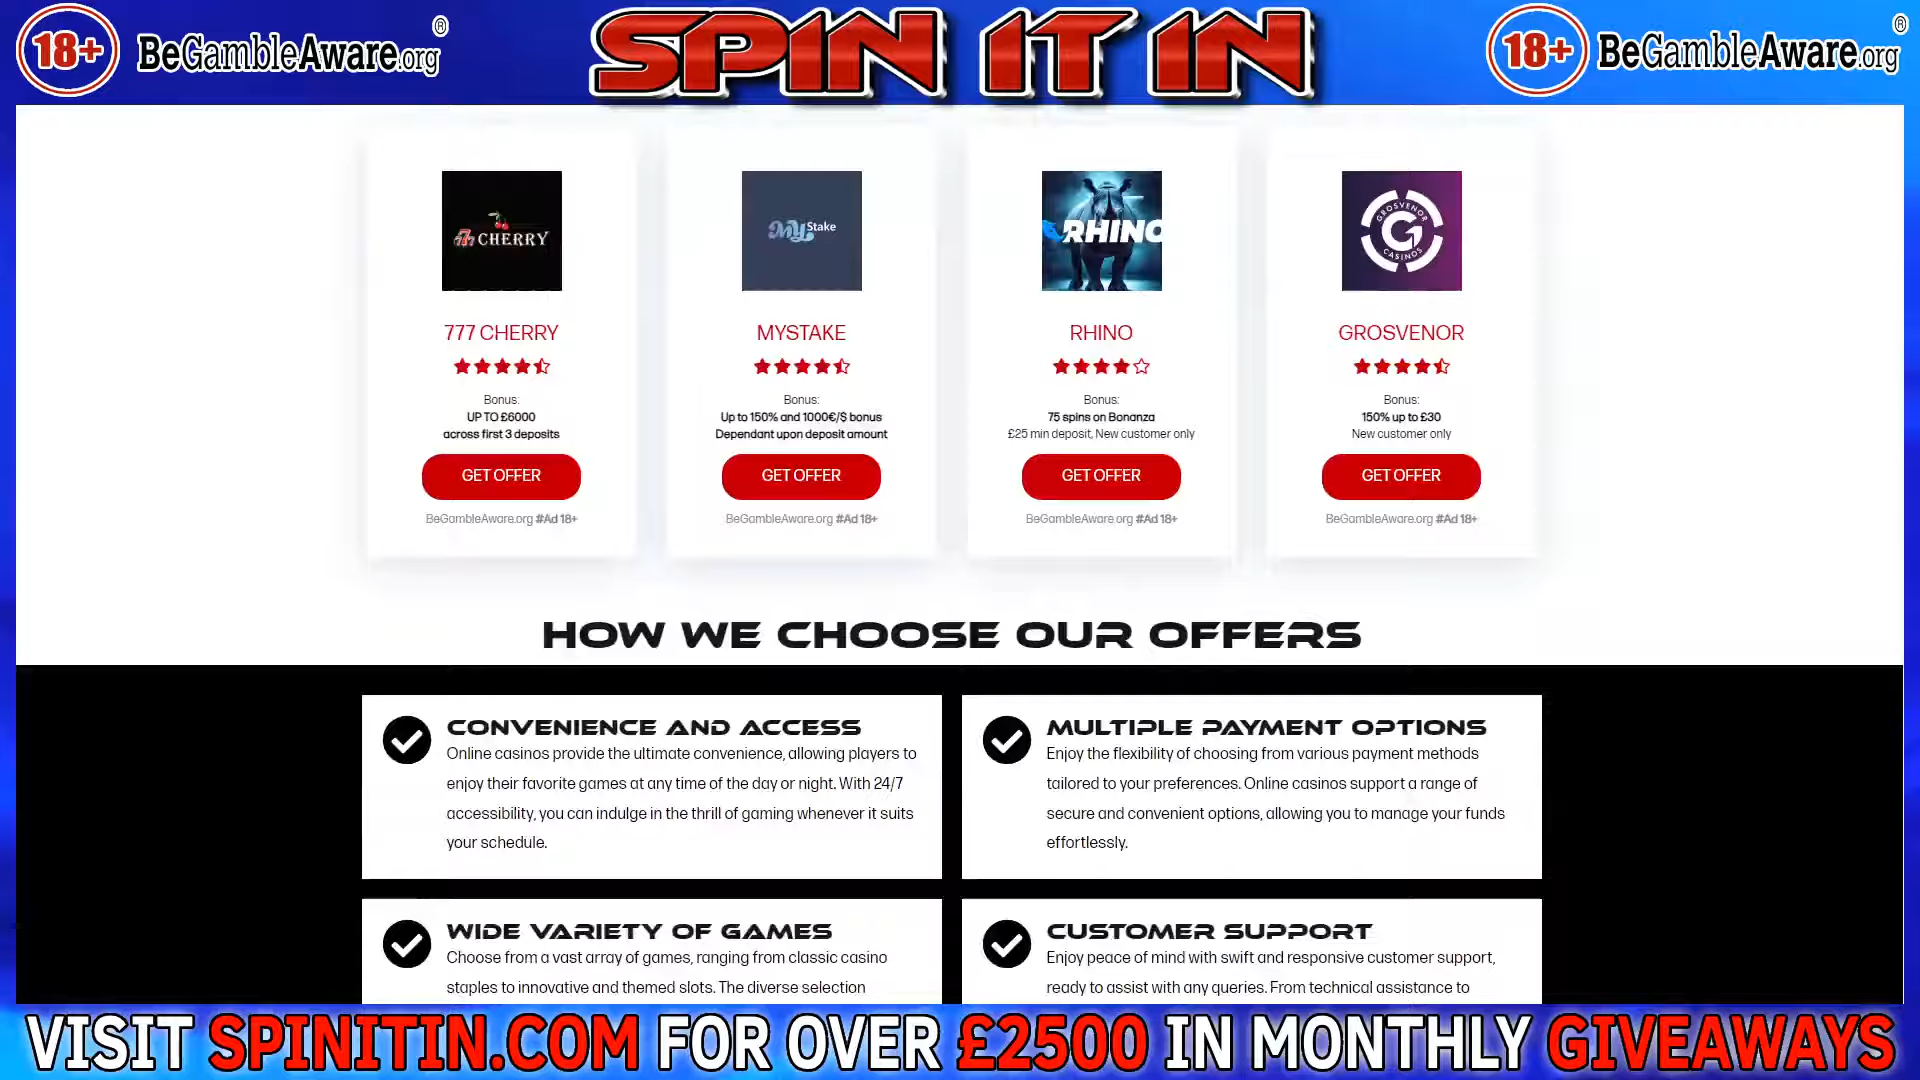 18+ BeGambleAware.org®
SPIN IT IN
18+ BeGambleAware.org®
777 CHERRY
My Stake
RHINO
GROSVENOR
G
CASINOS
777 CHERRY
Bonus:
UP TO £6000
across first 3 deposits
GET OFFER
BeGambleAware.org #Ad 18+
MYSTAKE
Bonus:
Up to 150% and 1000€/$ bonus
Dependant upon deposit amount
GET OFFER
BeGambleAware.org #Ad 18+
RHINO
Bonus:
75 spins on Bonanza
£25 min deposit, New customer only
GET OFFER
BeGambleAware.org #Ad 18+
GROSVENOR
Bonus:
150% up to £30
New customer only
GET OFFER
BeGambleAware.org #Ad 18+
HOW WE CHOOSE OUR OFFERS
CONVENIENCE AND ACCESS
Online casinos provide the ultimate convenience, allowing players to
enjoy their favorite games at any time of the day or night. With 24/7
accessibility, you can indulge in the thrill of gaming whenever it suits
your schedule.
MULTIPLE PAYMENT OPTIONS
Enjoy the flexibility of choosing from various payment methods
tailored to your preferences. Online casinos support a range of
secure and convenient options, allowing you to manage your funds
effortlessly.
WIDE VARIETY OF GAMES
Choose from a vast array of games, ranging from classic casino
staples to innovative and themed slots. The diverse selection
CUSTOMER SUPPORT
Enjoy peace of mind with swift and responsive customer support,
ready to assist with any queries. From technical assistance to
VISIT SPINITIN.COM FOR OVER £2500 IN MONTHLY GIVEAWAYS